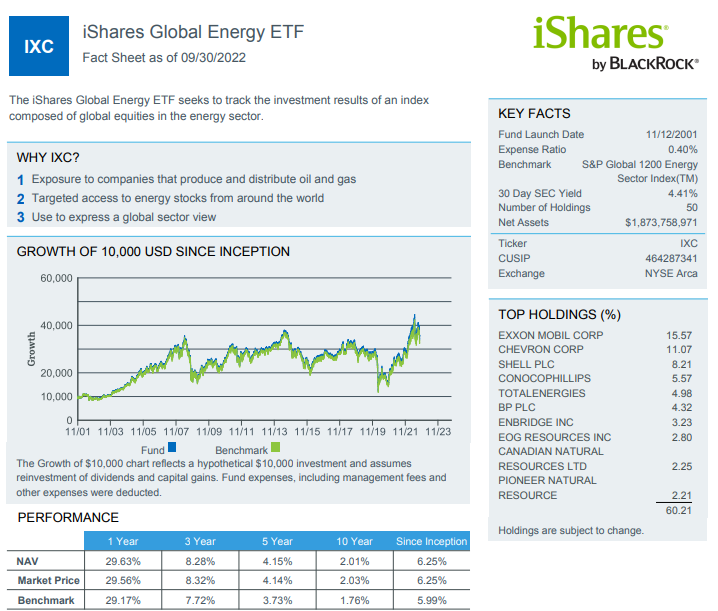 IXC
iShares Global Energy ETF
Fact Sheet as of 09/30/2022
iShares®
by BLACKROCK®
The iShares Global Energy ETF seeks to track the investment results of an index
composed of global equities in the energy sector.
WHY IXC?
1 Exposure to companies that produce and distribute oil and gas
2 Targeted access to energy stocks from around the world
3 Use to express a global sector view
GROWTH OF 10,000 USD SINCE INCEPTION
Growth
60,000
40,000
20,000
10,000
0
11/01 11/03 11/05 11/07 11/09 11/11 11/13 11/15 11/17 11/19 11/21 11/23
Fund Benchmark
The Growth of $10,000 chart reflects a hypothetical $10,000 investment and assumes
reinvestment of dividends and capital gains. Fund expenses, including management fees and
other expenses were deducted.
PERFORMANCE
1 Year 3 Year 5 Year 10 Year Since Inception
NAV 29.63% 8.28% 4.15% 2.01% 6.25%
Market Price 29.56% 8.32% 4.14% 2.03% 6.25%
Benchmark 29.17% 7.72% 3.73% 1.76% 5.99%
KEY FACTS
Fund Launch Date 11/12/2001
Expense Ratio 0.40%
Benchmark S&P Global 1200 Energy
Sector Index(TM)
30 Day SEC Yield 4.41%
Number of Holdings 50
Net Assets $1,873,758,971
Ticker IXC
CUSIP 464287341
Exchange NYSE Arca
TOP HOLDINGS (%)
EXXON MOBIL CORP 15.57
CHEVRON CORP 11.07
SHELL PLC 8.21
CONOCOPHILLIPS 5.57
TOTALENERGIES 4.98
BP PLC 4.32
ENBRIDGE INC 3.23
EOG RESOURCES INC 2.80
CANADIAN NATURAL
RESOURCES LTD 2.25
PIONEER NATURAL
RESOURCE 2.21
60.21
Holdings are subject to change.